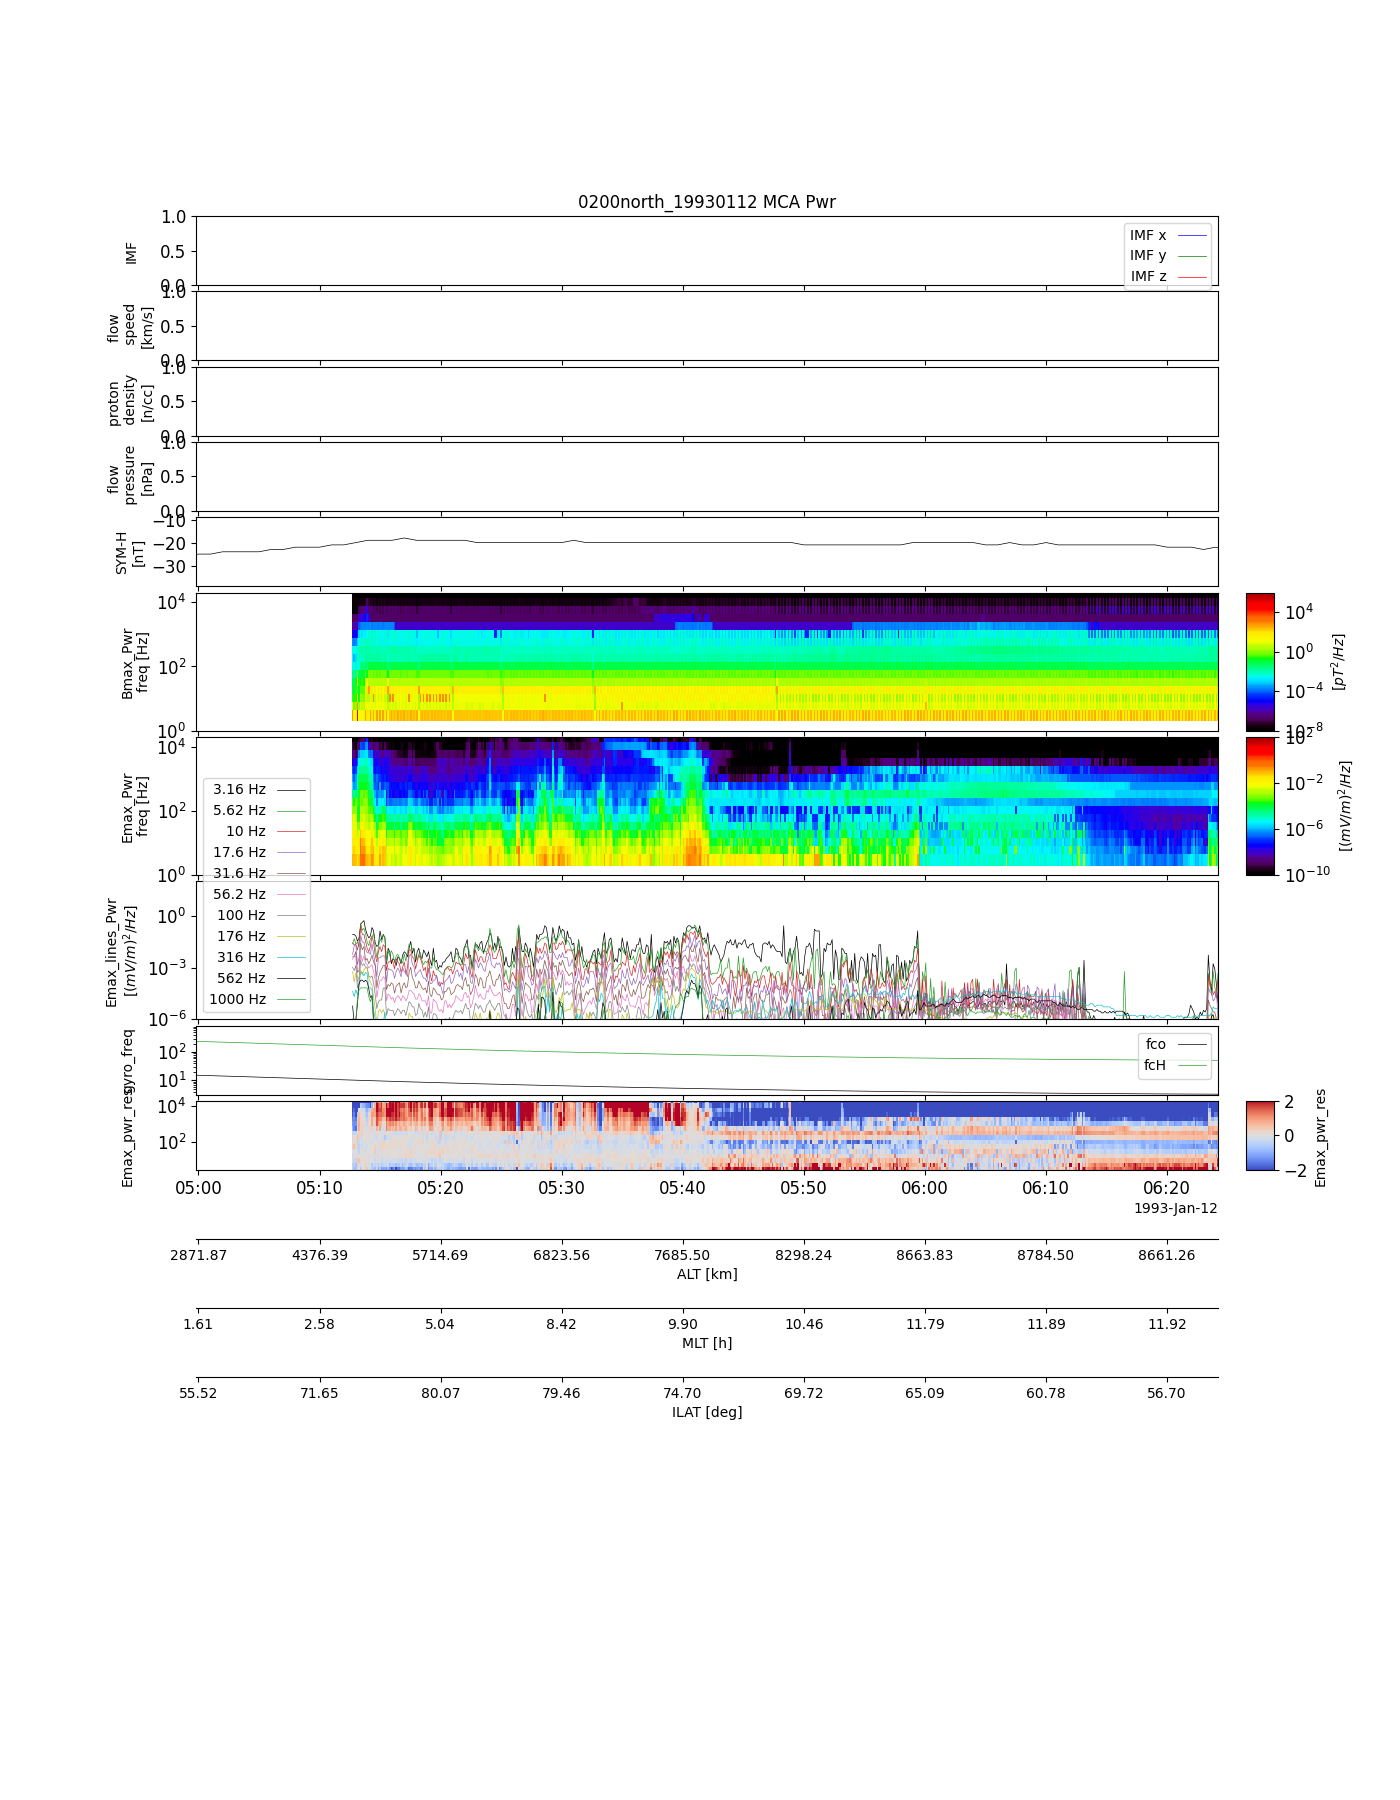 0200north_19930112 MCA Pwr
1.0
0.5
0.0
IMF
IMF x
IMF y
IMF z
1.0
0.5
0.0
flow
speed
[km/s]
1.0
0.5
0.0
proton
density
[n/cc]
1.0
0.5
0.0
flow
pressure
[nPa]
−10
−20
−30
SYM-H
[nT]
10^4
10^2
10^0
Bmax_Pwr
freq [Hz]
10^4
10^0
10^−4
10^−8
[pT^2/Hz]
10^4
10^2
10^0
Emax_Pwr
freq [Hz]
10^2
10^−2
10^−6
10^−10
[(mV/m)^2/Hz]
3.16 Hz
5.62 Hz
10 Hz
17.6 Hz
31.6 Hz
56.2 Hz
100 Hz
176 Hz
316 Hz
562 Hz
1000 Hz
10^0
10^−3
10^−6
Emax_lines_Pwr
[(mV/m)^2/Hz]
10^2
10^1
gyro_freq
fco
fcH
10^4
10^2
Emax_pwr_res
2
0
−2
Emax_pwr_res
05:00 05:10 05:20 05:30 05:40 05:50 06:00 06:10 06:20
1993-Jan-12
2871.87 4376.39 5714.69 6823.56 7685.50 8298.24 8663.83 8784.50 8661.26
ALT [km]
1.61 2.58 5.04 8.42 9.90 10.46 11.79 11.89 11.92
MLT [h]
55.52 71.65 80.07 79.46 74.70 69.72 65.09 60.78 56.70
ILAT [deg]